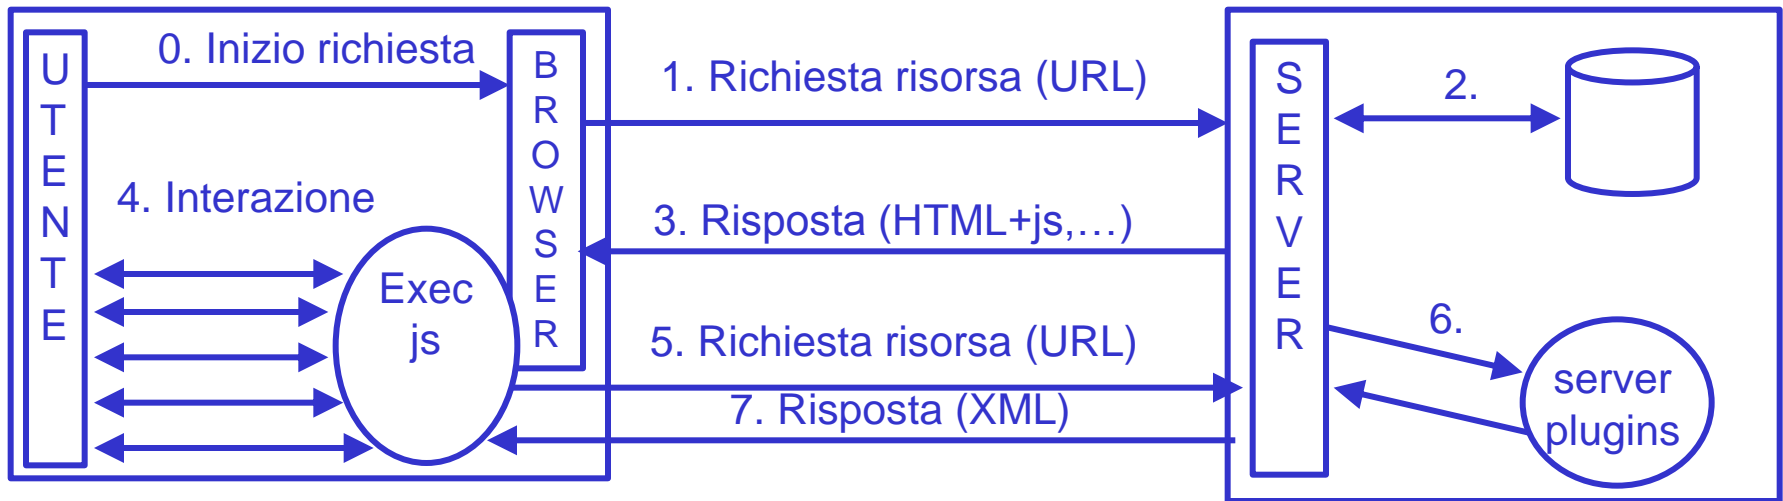 UTENTE
0. Inizio richiesta
BROWSER
1. Richiesta risorsa (URL)
SERVER
2.
4. Interazione
3. Risposta (HTML+js,…)
Exec
js
5. Richiesta risorsa (URL)
6.
7. Risposta (XML)
server
plugins